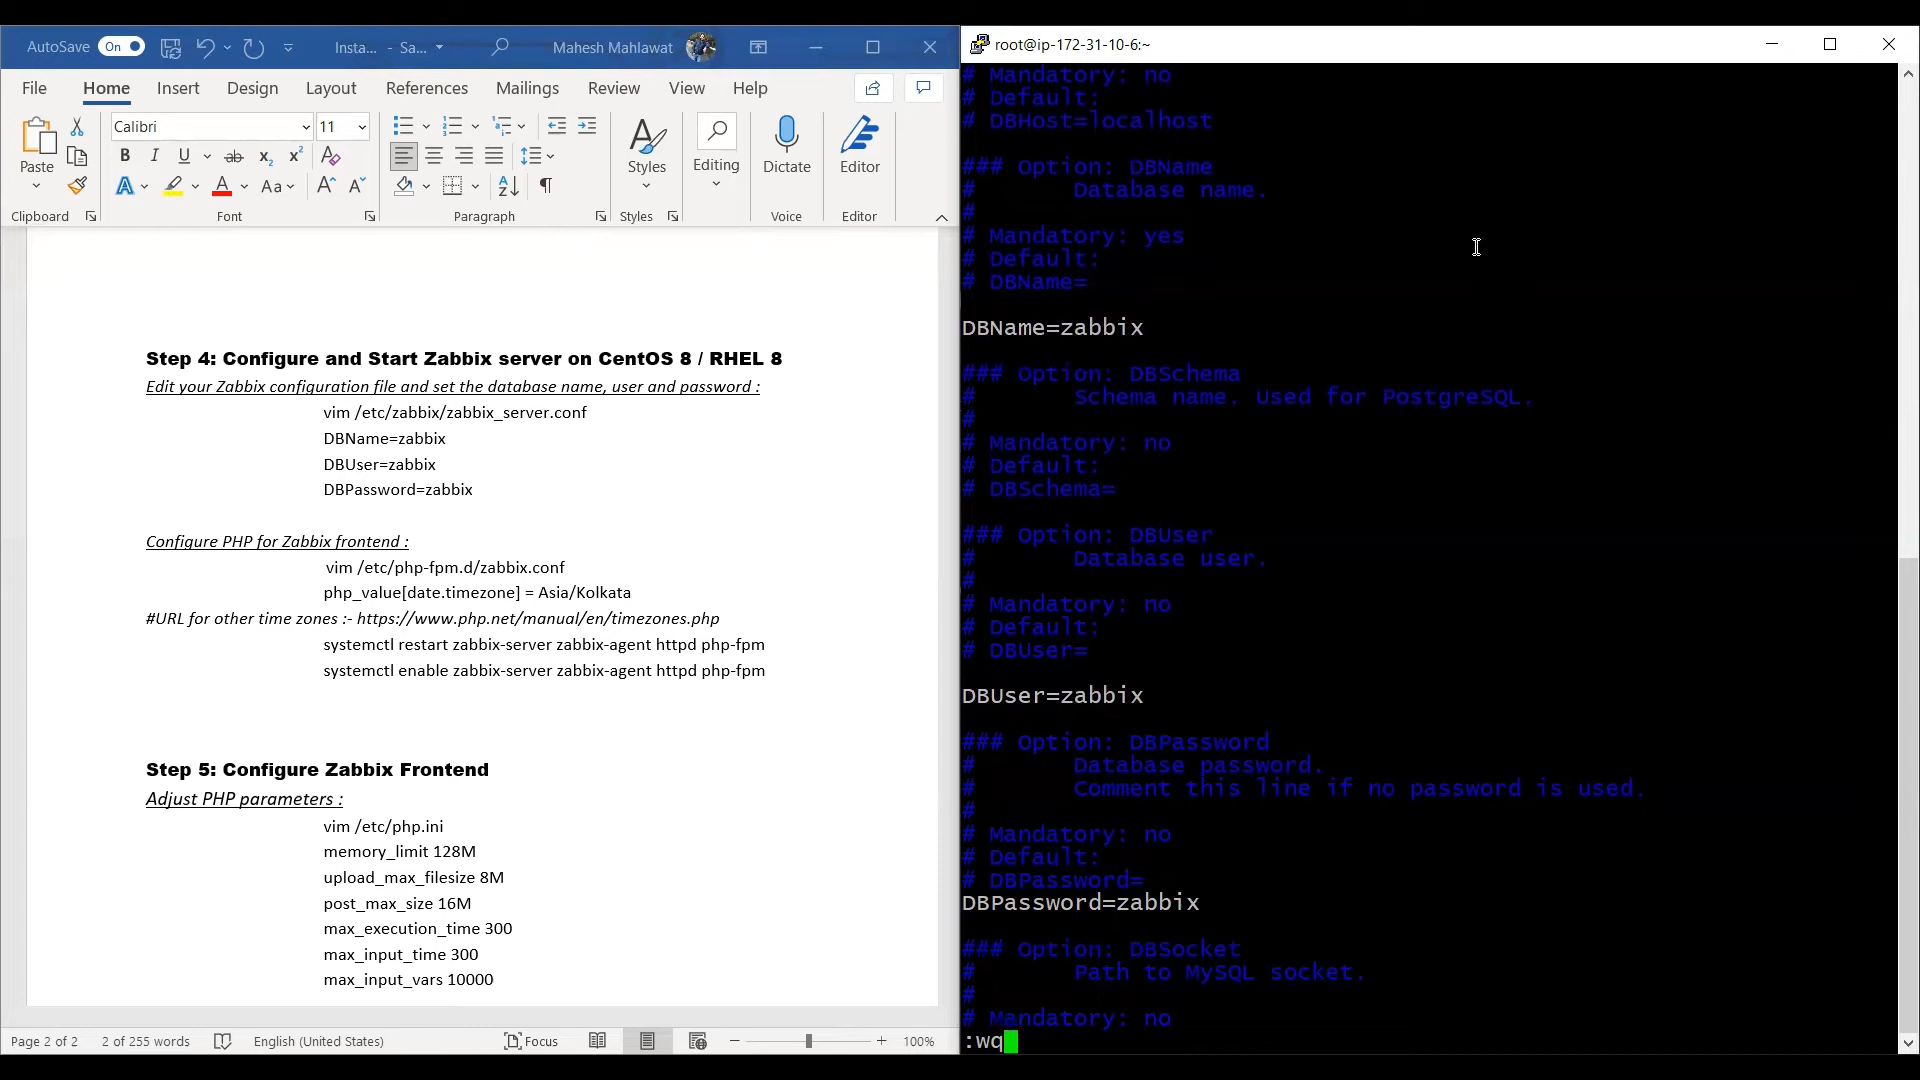 AutoSave On Insta... - Sa... Mahesh Mahlawat
File Home Insert Design Layout References Mailings Review View Help
Paste
Calibri 11
B I U ab x2 x2
A A Aa A A
Styles
Editing
Dictate
Editor
Clipboard Font Paragraph Styles Voice Editor
Step 4: Configure and Start Zabbix server on CentOS 8 / RHEL 8
Edit your Zabbix configuration file and set the database name, user and password :
vim /etc/zabbix/zabbix_server.conf
DBName=zabbix
DBUser=zabbix
DBPassword=zabbix
Configure PHP for Zabbix frontend :
vim /etc/php-fpm.d/zabbix.conf
php_value[date.timezone] = Asia/Kolkata
#URL for other time zones :- https://www.php.net/manual/en/timezones.php
systemctl restart zabbix-server zabbix-agent httpd php-fpm
systemctl enable zabbix-server zabbix-agent httpd php-fpm
Step 5: Configure Zabbix Frontend
Adjust PHP parameters :
vim /etc/php.ini
memory_limit 128M
upload_max_filesize 8M
post_max_size 16M
max_execution_time 300
max_input_time 300
max_input_vars 10000
Page 2 of 2 2 of 255 words English (United States) Focus 100%
root@ip-172-31-10-6:~
# Mandatory: no
# Default:
# DBHost=localhost
### Option: DBName
# Database name.
#
# Mandatory: yes
# Default:
# DBName=
DBName=zabbix
### Option: DBSchema
# Schema name. Used for PostgreSQL.
#
# Mandatory: no
# Default:
# DBSchema=
### Option: DBUser
# Database user.
#
# Mandatory: no
# Default:
# DBUser=
DBUser=zabbix
### Option: DBPassword
# Database password.
# Comment this line if no password is used.
#
# Mandatory: no
# Default:
# DBPassword=
DBPassword=zabbix
### Option: DBSocket
# Path to MySQL socket.
#
# Mandatory: no
:wq